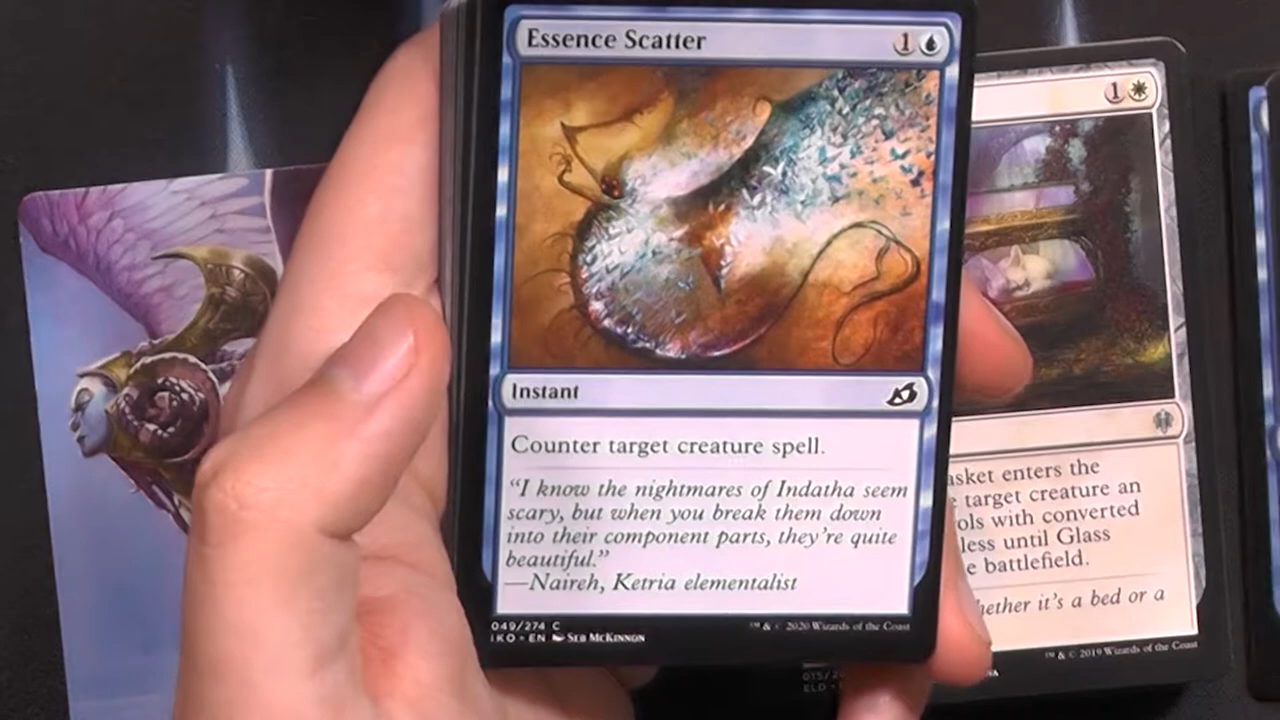 Essence Scatter 1
Instant
Counter target creature spell.
“I know the nightmares of Indatha seem
scary, but when you break them down
into their component parts, they’re quite
beautiful.”
—Naireh, Ketria elementalist
049/274 C
IKO • EN Seb McKinnon
™ & © 2020 Wizards of the Coast
1
enters the
target creature an
with converted
less until Glass
battlefield.
it’s a bed or a
™ & © 2019 Wizards of the Coast
ELD